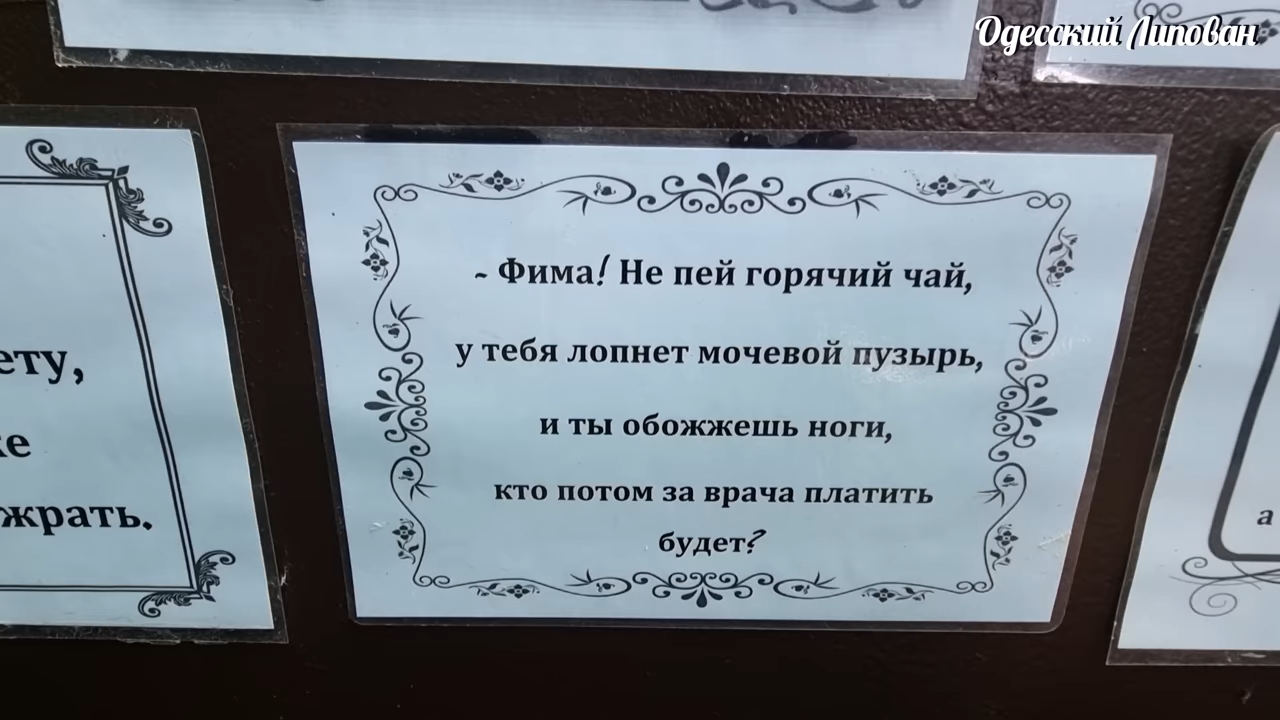 Одесский Липован
- Фима! Не пей горячий чай,
у тебя лопнет мочевой пузырь,
и ты обожжешь ноги,
кто потом за врача платить
будет?
жрать.
а